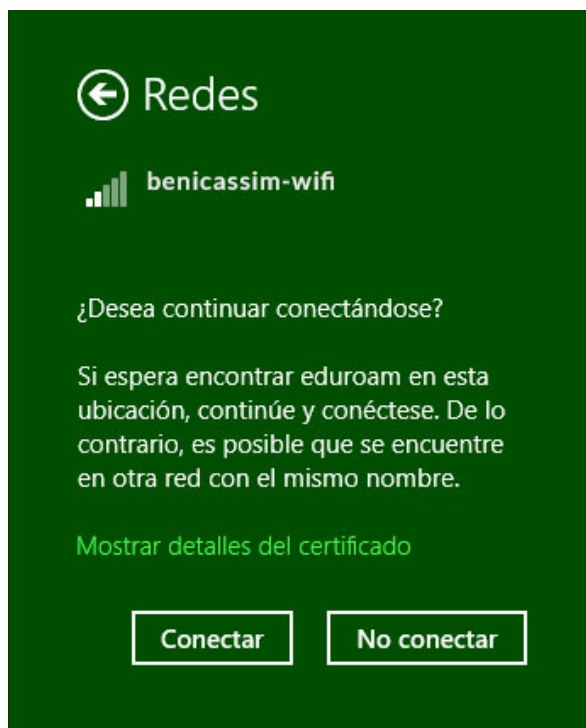 Redes
benicassim-wifi
¿Desea continuar conectándose?
Si espera encontrar eduroam en esta
ubicación, continúe y conéctese. De lo
contrario, es posible que se encuentre
en otra red con el mismo nombre.
Mostrar detalles del certificado
Conectar No conectar